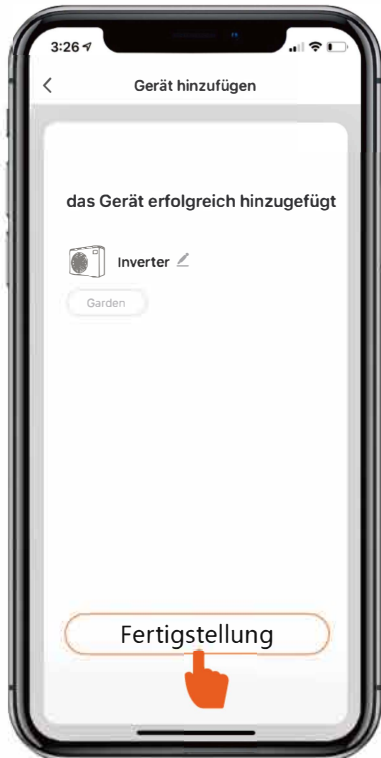 3:26
Gerät hinzufügen
das Gerät erfolgreich hinzugefügt
Inverter
Garden
Fertigstellung